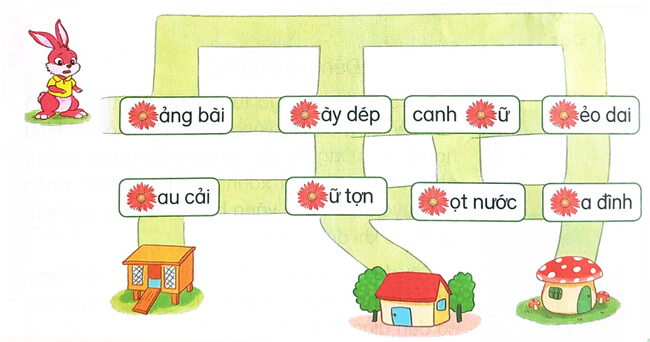 ảng bài
ày dép
canh ữ
ẻo dai
au cải
ữ tợn
ọt nước
a đình